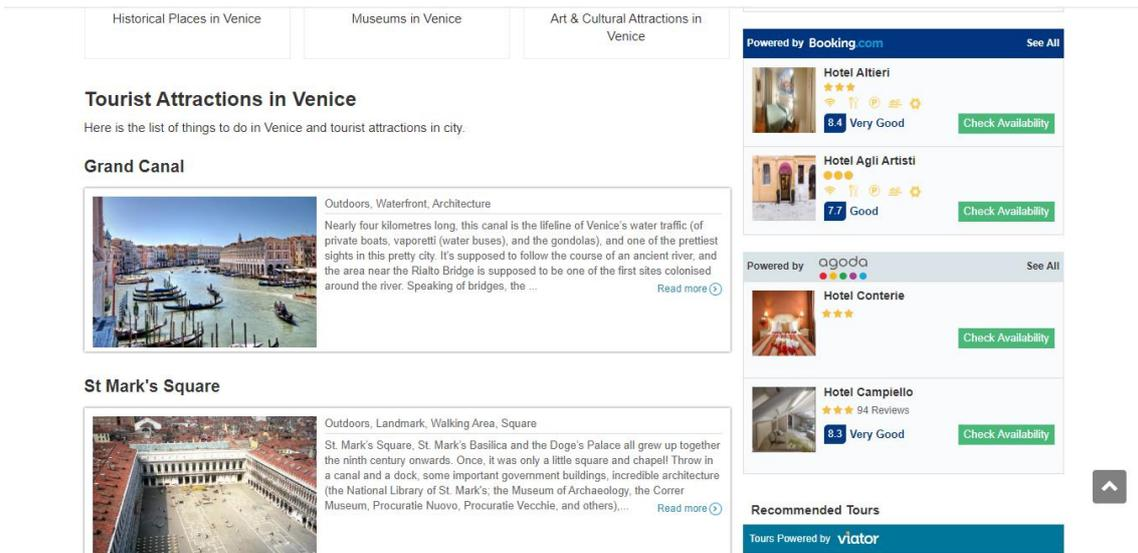 Historical Places in Venice
Museums in Venice
Art & Cultural Attractions in
Venice
Tourist Attractions in Venice
Here is the list of things to do in Venice and tourist attractions in city.
Grand Canal
Outdoors, Waterfront, Architecture
Nearly four kilometres long, this canal is the lifeline of Venice's water traffic (of
private boats, vaporetti (water buses), and the gondolas), and one of the prettiest
sights in this pretty city. It's supposed to follow the course of an ancient river, and
the area near the Rialto Bridge is supposed to be one of the first sites colonised
around the river. Speaking of bridges, the ...
Read more
St Mark's Square
Outdoors, Landmark, Walking Area, Square
St. Mark's Square, St. Mark's Basilica and the Doge's Palace all grew up together
the ninth century onwards. Once, it was only a little square and chapel! Throw in
a canal and a dock, some important government buildings, incredible architecture
(the National Library of St. Mark's; the Museum of Archaeology, the Correr
Museum, Procuratie Nuovo, Procuratie Vecchie, and others),...
Read more
Powered by Booking.com
See All
Hotel Altieri
8.4 Very Good
Check Availability
Hotel Agli Artisti
7.7 Good
Check Availability
Powered by agoda
See All
Hotel Conterie
Check Availability
Hotel Campiello
94 Reviews
8.3 Very Good
Check Availability
Recommended Tours
Tours Powered by viator